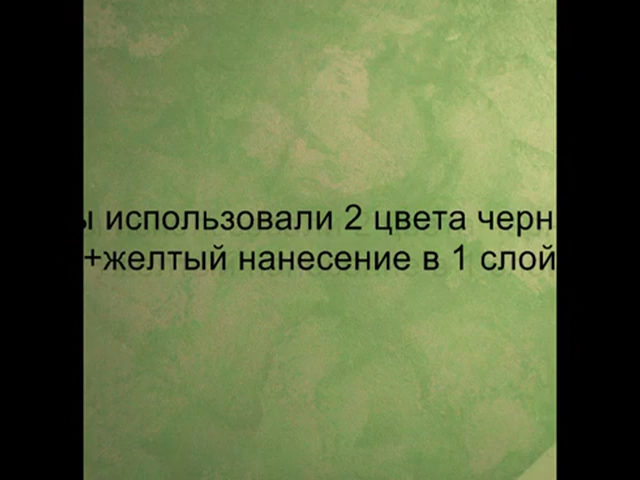 ы использовали 2 цвета черн
+желтый нанесение в 1 слой